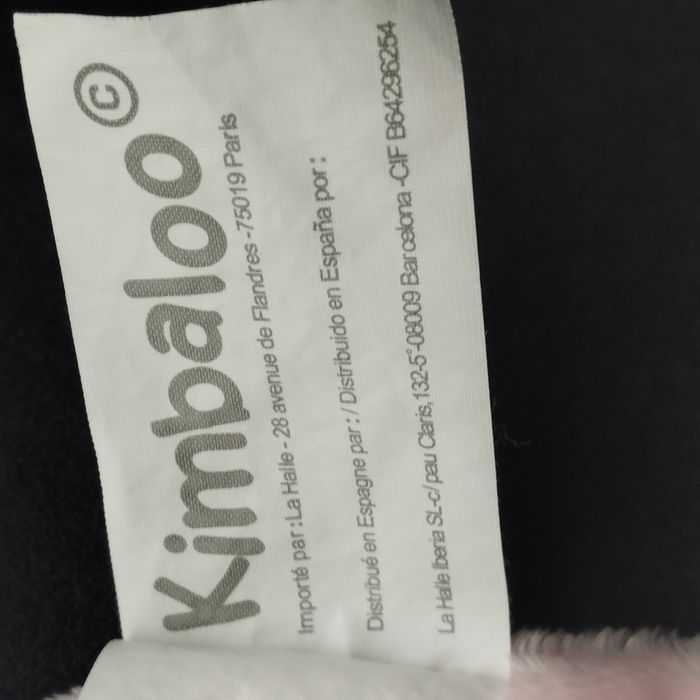 Kimbaloo©
Importé par : La Halle - 28 avenue de Flandres - 75019 Paris
Distribué en Espagne par : / Distribuido en España por :
La Halle Iberia SL-c/ pau Claris, 132-5°-08009 Barcelona -CIF B64296254